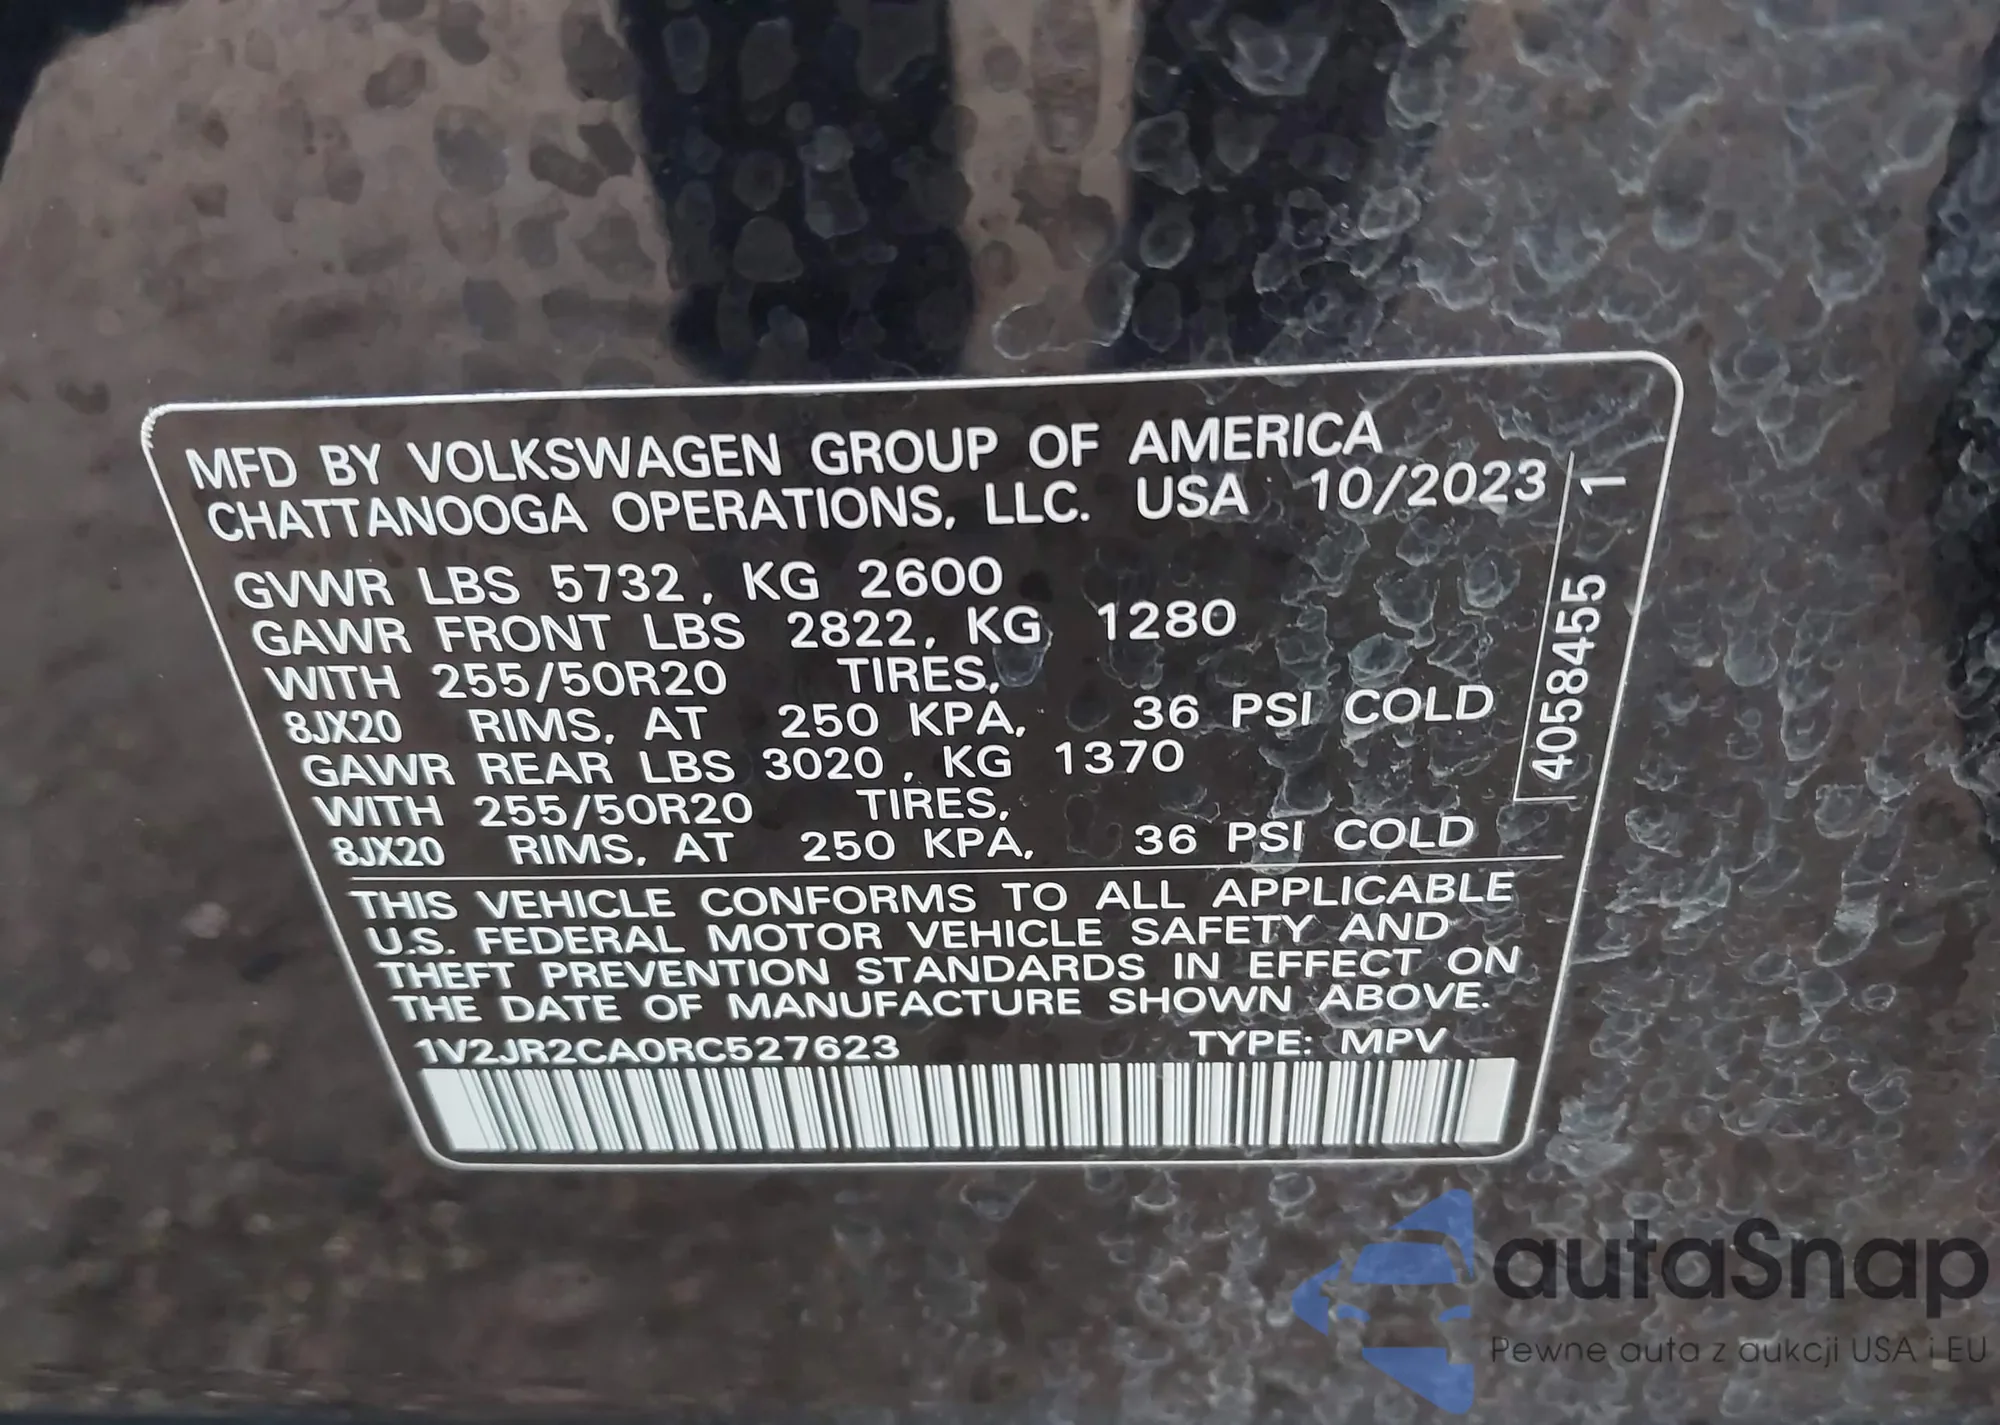 MFD BY VOLKSWAGEN GROUP OF AMERICA
CHATTANOOGA OPERATIONS, LLC. USA 10/2023
GVWR LBS 5732, KG 2600
GAWR FRONT LBS 2822, KG 1280
WITH 255/50R20 TIRES,
8JX20 RIMS, AT 250 KPA, 36 PSI COLD
GAWR REAR LBS 3020, KG 1370
WITH 255/50R20 TIRES,
8JX20 RIMS, AT 250 KPA, 36 PSI COLD
4058455 1
THIS VEHICLE CONFORMS TO ALL APPLICABLE
U.S. FEDERAL MOTOR VEHICLE SAFETY AND
THEFT PREVENTION STANDARDS IN EFFECT ON
THE DATE OF MANUFACTURE SHOWN ABOVE.
1V2JR2CA0RC527623 TYPE: MPV
autaSnap
Pewne auta z aukcji USA i EU